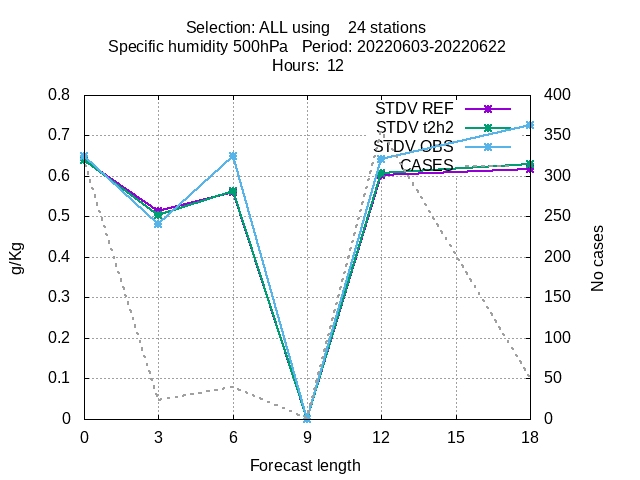 Selection: ALL using 24 stations
Specific humidity 500hPa Period: 20220603-20220622
Hours: 12
STDV REF
STDV t2h2
STDV OBS
CASES
g/Kg
0.8
0.7
0.6
0.5
0.4
0.3
0.2
0.1
0
400
350
300
250
200
150
100
50
0
No cases
0 3 6 9 12 15 18
Forecast length